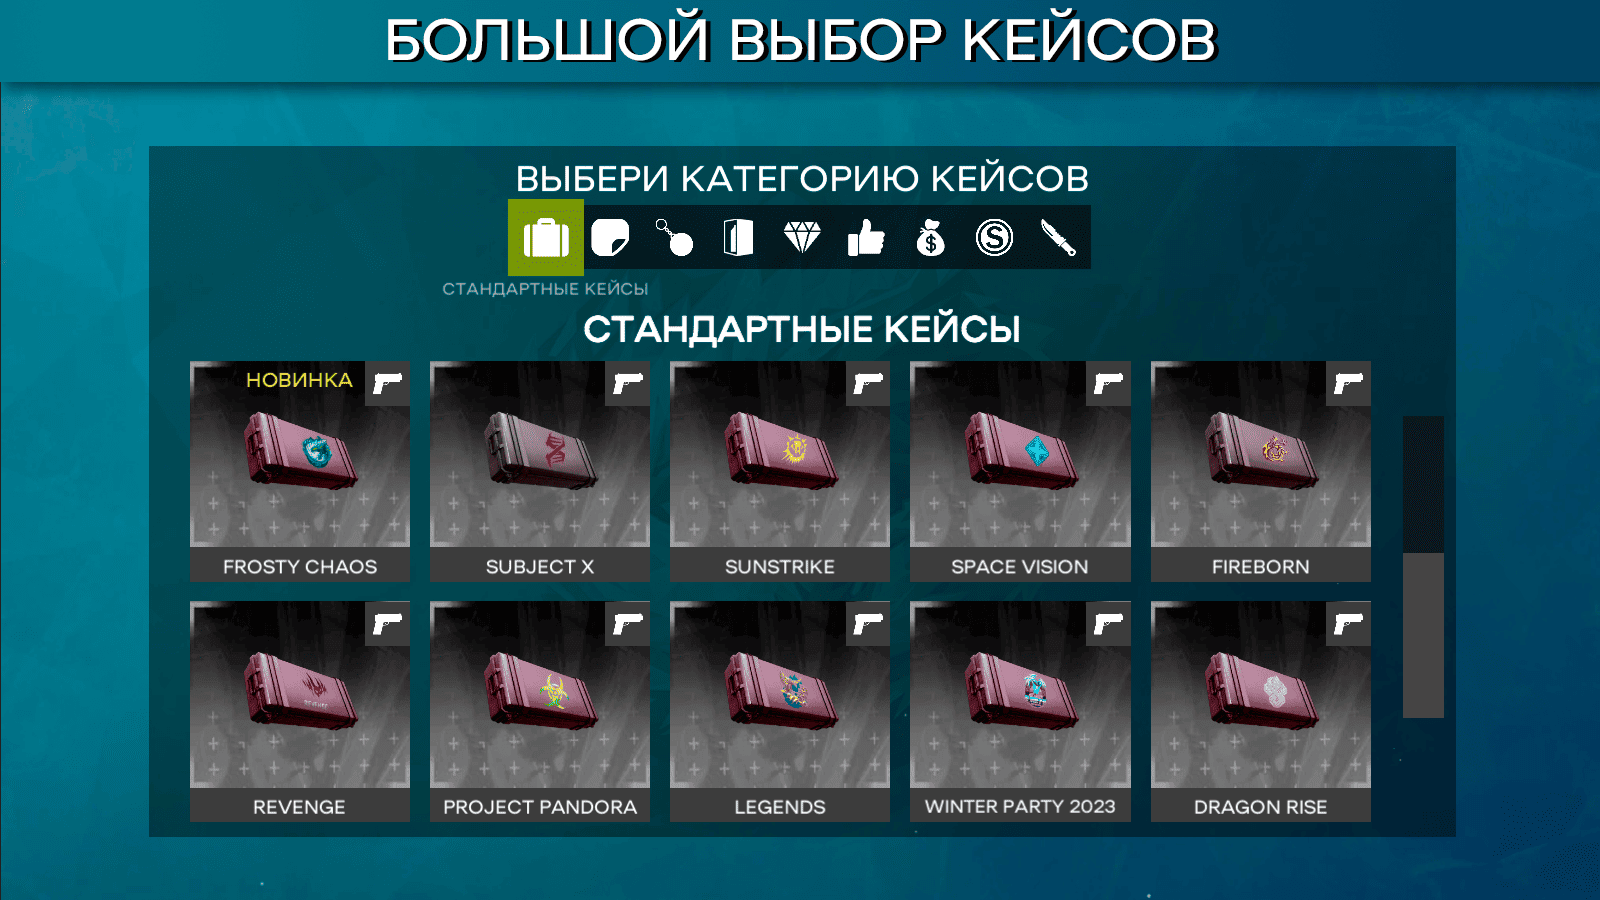 БОЛЬШОЙ ВЫБОР КЕЙСОВ
ВЫБЕРИ КАТЕГОРИЮ КЕЙСОВ
СТАНДАРТНЫЕ КЕЙСЫ
СТАНДАРТНЫЕ КЕЙСЫ
НОВИНКА
FROSTY CHAOS
SUBJECT X
SUNSTRIKE
SPACE VISION
FIREBORN
REVENGE
REVENGE
PROJECT PANDORA
LEGENDS
WINTER PARTY 2023
DRAGON RISE